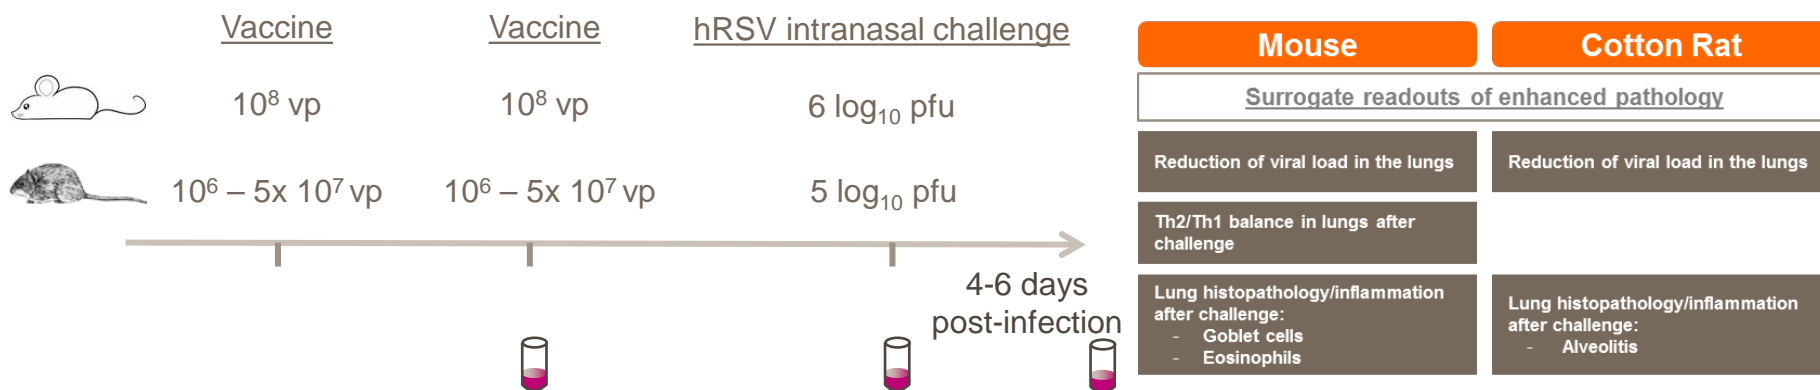 Vaccine Vaccine hRSV intranasal challenge
10⁸ vp 10⁸ vp 6 log₁₀ pfu
10⁶ – 5x 10⁷ vp 10⁶ – 5x 10⁷ vp 5 log₁₀ pfu
4-6 days
post-infection
Mouse Cotton Rat
Surrogate readouts of enhanced pathology
Reduction of viral load in the lungs Reduction of viral load in the lungs
Th2/Th1 balance in lungs after
challenge
Lung histopathology/inflammation
after challenge:
- Goblet cells
- Eosinophils
Lung histopathology/inflammation
after challenge:
- Alveolitis